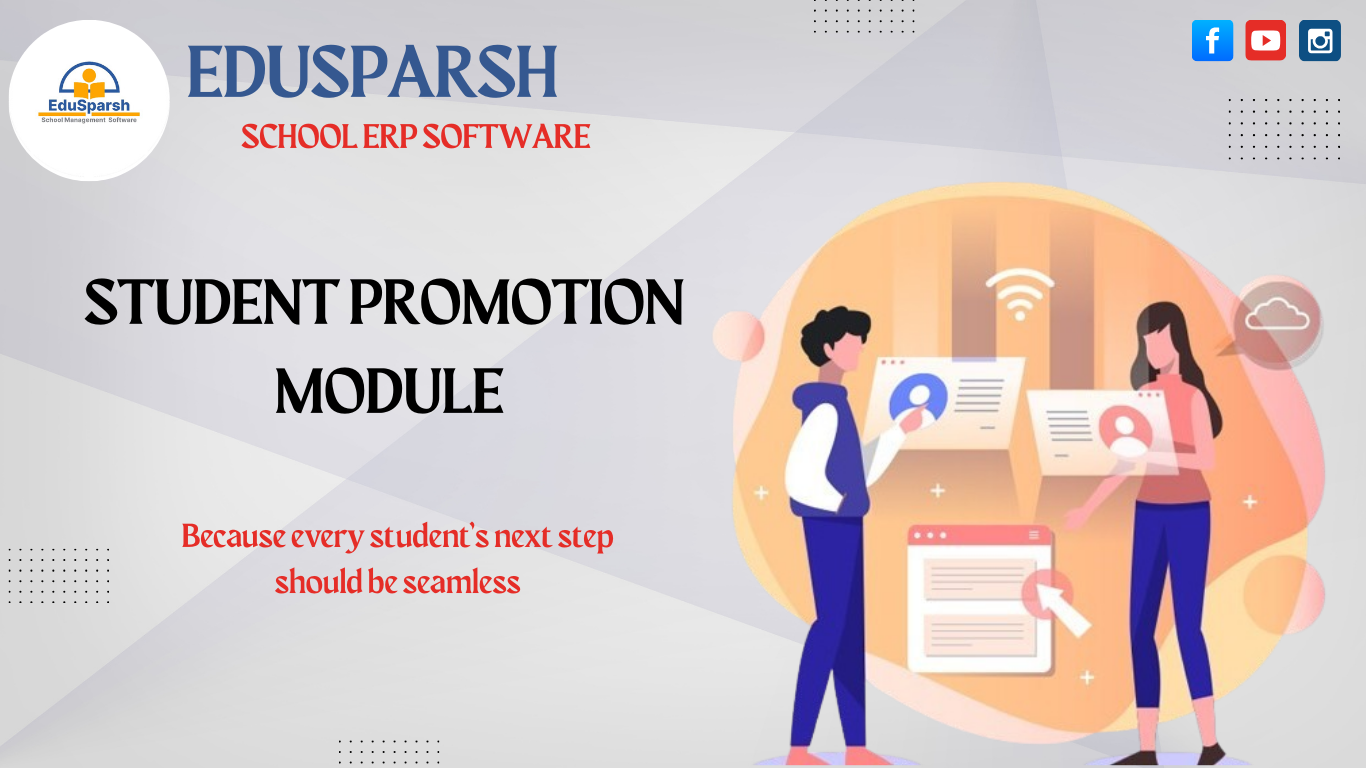 EduSparsh
School Management Software
EDUSPARSH
SCHOOL ERP SOFTWARE
STUDENT PROMOTION
MODULE
Because every student's next step
should be seamless